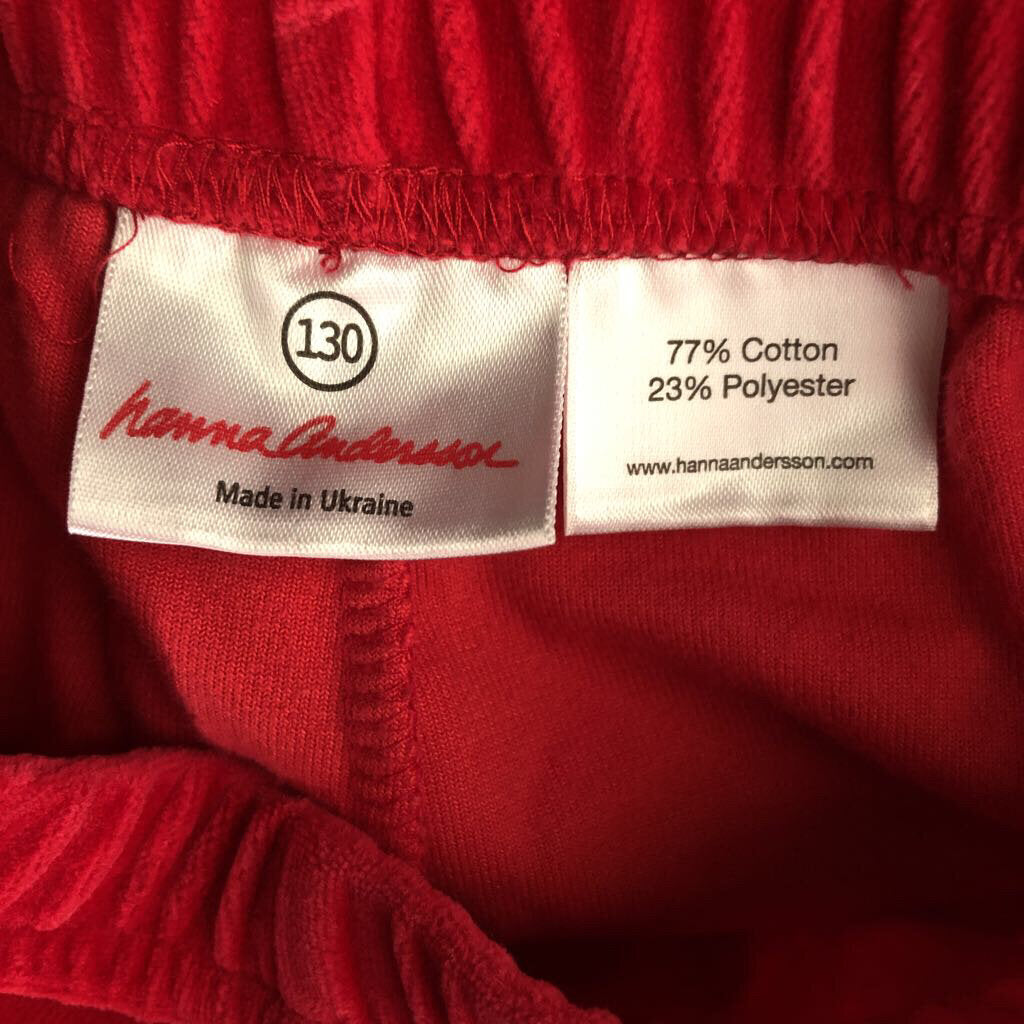 130
hanna Andersson
Made in Ukraine
77% Cotton
23% Polyester
www.hannaandersson.com